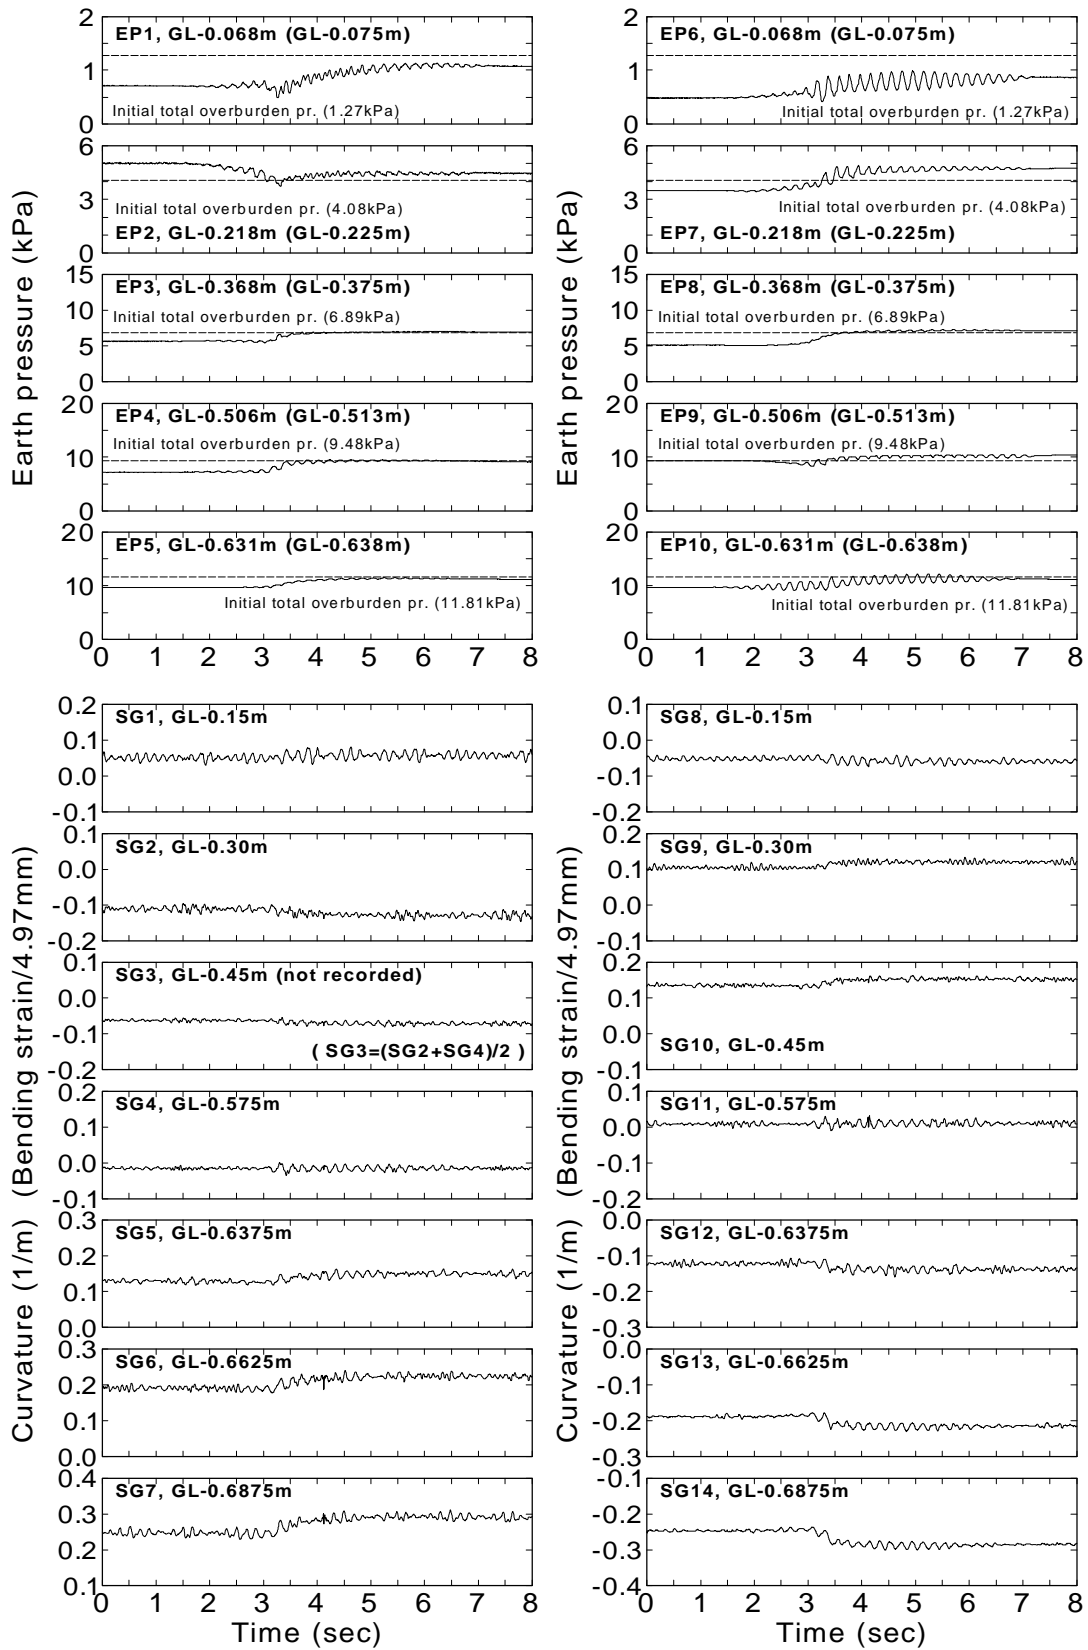 Earth pressure (kPa)
2
1
0
EP1, GL-0.068m (GL-0.075m)
Initial total overburden pr. (1.27kPa)
6
3
0
Initial total overburden pr. (4.08kPa)
EP2, GL-0.218m (GL-0.225m)
15
10
5
0
EP3, GL-0.368m (GL-0.375m)
Initial total overburden pr. (6.89kPa)
20
10
0
EP4, GL-0.506m (GL-0.513m)
Initial total overburden pr. (9.48kPa)
20
10
0
EP5, GL-0.631m (GL-0.638m)
Initial total overburden pr. (11.81kPa)
0 1 2 3 4 5 6 7 8
Earth pressure (kPa)
2
1
0
EP6, GL-0.068m (GL-0.075m)
Initial total overburden pr. (1.27kPa)
6
3
0
Initial total overburden pr. (4.08kPa)
EP7, GL-0.218m (GL-0.225m)
15
10
5
0
EP8, GL-0.368m (GL-0.375m)
Initial total overburden pr. (6.89kPa)
20
10
0
EP9, GL-0.506m (GL-0.513m)
Initial total overburden pr. (9.48kPa)
20
10
0
EP10, GL-0.631m (GL-0.638m)
Initial total overburden pr. (11.81kPa)
0 1 2 3 4 5 6 7 8
Curvature (1/m) (Bending strain/4.97mm)
0.2
0.1
0.0
-0.1
SG1, GL-0.15m
0.1
0.0
-0.1
-0.2
SG2, GL-0.30m
0.1
0.0
-0.1
-0.2
SG3, GL-0.45m (not recorded)
( SG3=(SG2+SG4)/2 )
0.2
0.1
0.0
-0.1
SG4, GL-0.575m
0.3
0.2
0.1
0.0
SG5, GL-0.6375m
0.3
0.2
0.1
0.0
SG6, GL-0.6625m
0.4
0.3
0.2
0.1
SG7, GL-0.6875m
0 1 2 3 4 5 6 7 8
Time (sec)
Curvature (1/m) (Bending strain/4.97mm)
0.1
0.0
-0.1
-0.2
SG8, GL-0.15m
0.2
0.1
0.0
-0.1
SG9, GL-0.30m
0.2
0.1
0.0
-0.1
SG10, GL-0.45m
0.1
0.0
-0.1
-0.2
SG11, GL-0.575m
0.0
-0.1
-0.2
-0.3
SG12, GL-0.6375m
0.0
-0.1
-0.2
-0.3
SG13, GL-0.6625m
-0.1
-0.2
-0.3
-0.4
SG14, GL-0.6875m
0 1 2 3 4 5 6 7 8
Time (sec)